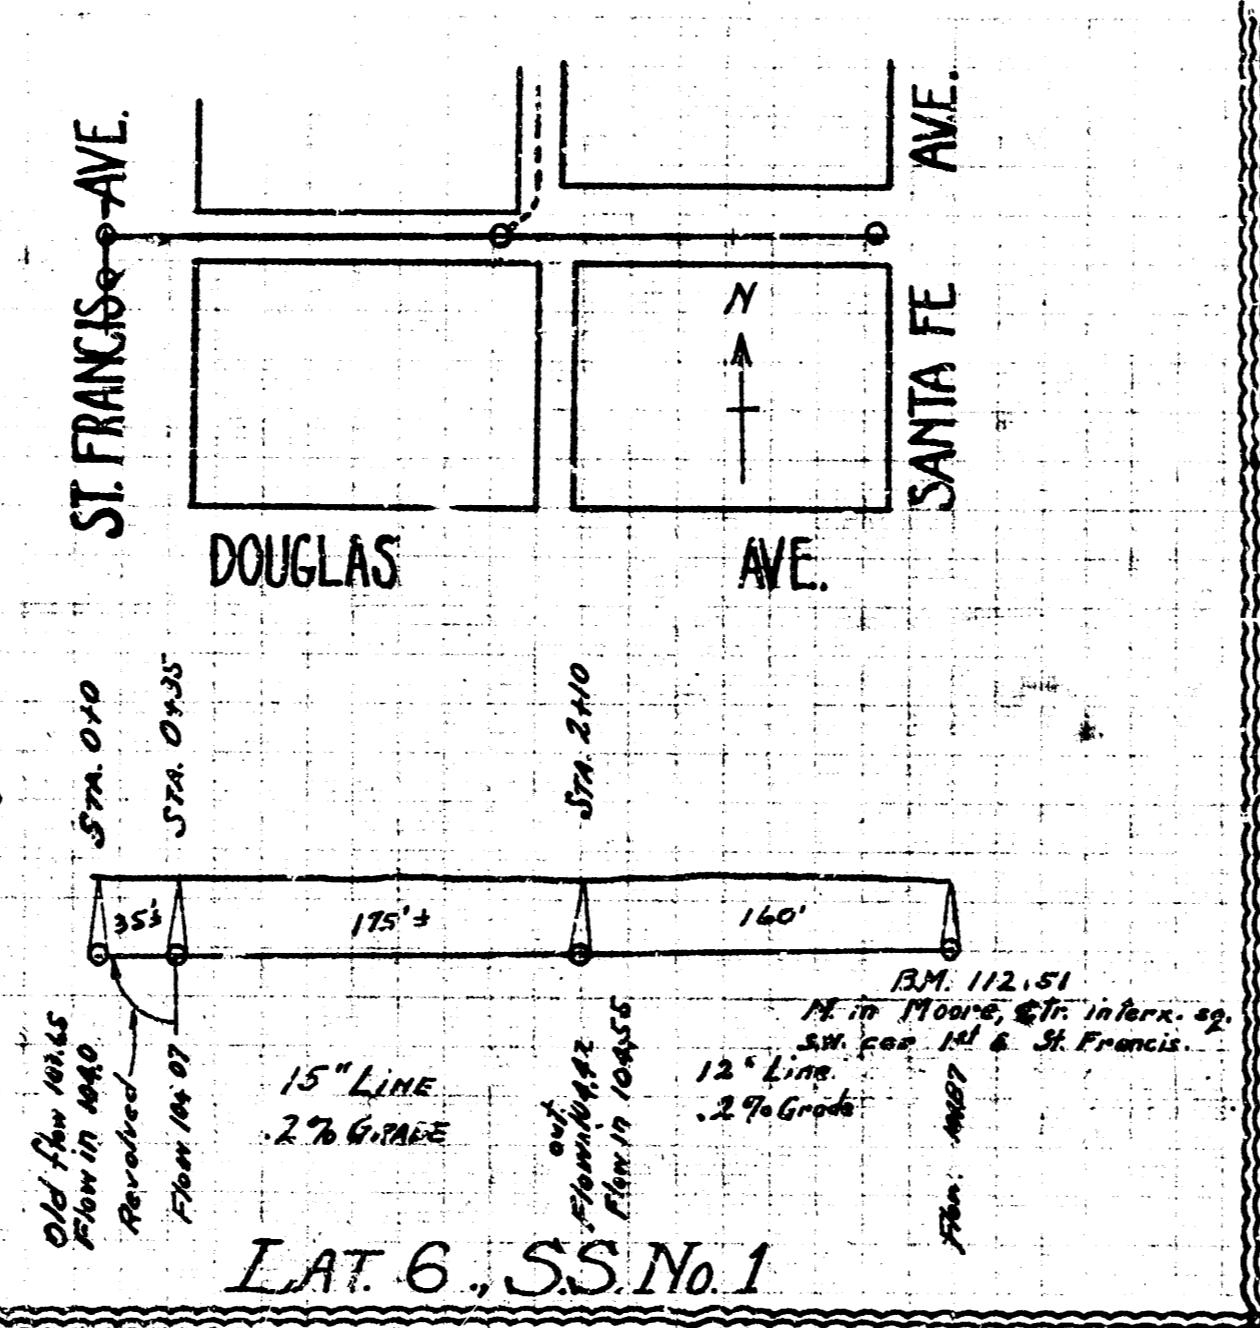 ST. FRANCIS AVE.
SANTA FE AVE.
N
DOUGLAS AVE.
STA. 0+0
STA. 0+35
STA. 2+10
35'±
175'±
160'
B.M. 112.51
M. in Moore, Ctr. interx. sq.
S.W. cor 1st & St. Francis.
Old flow 103.65
Flow in 104.0
Revolved
Flow 104.07
15" LINE
.2% GRADE
out
Flow 104.42
Flow in 104.55
12" Line
.2% Grade
Flow:
LAT. 6., S.S. No. 1